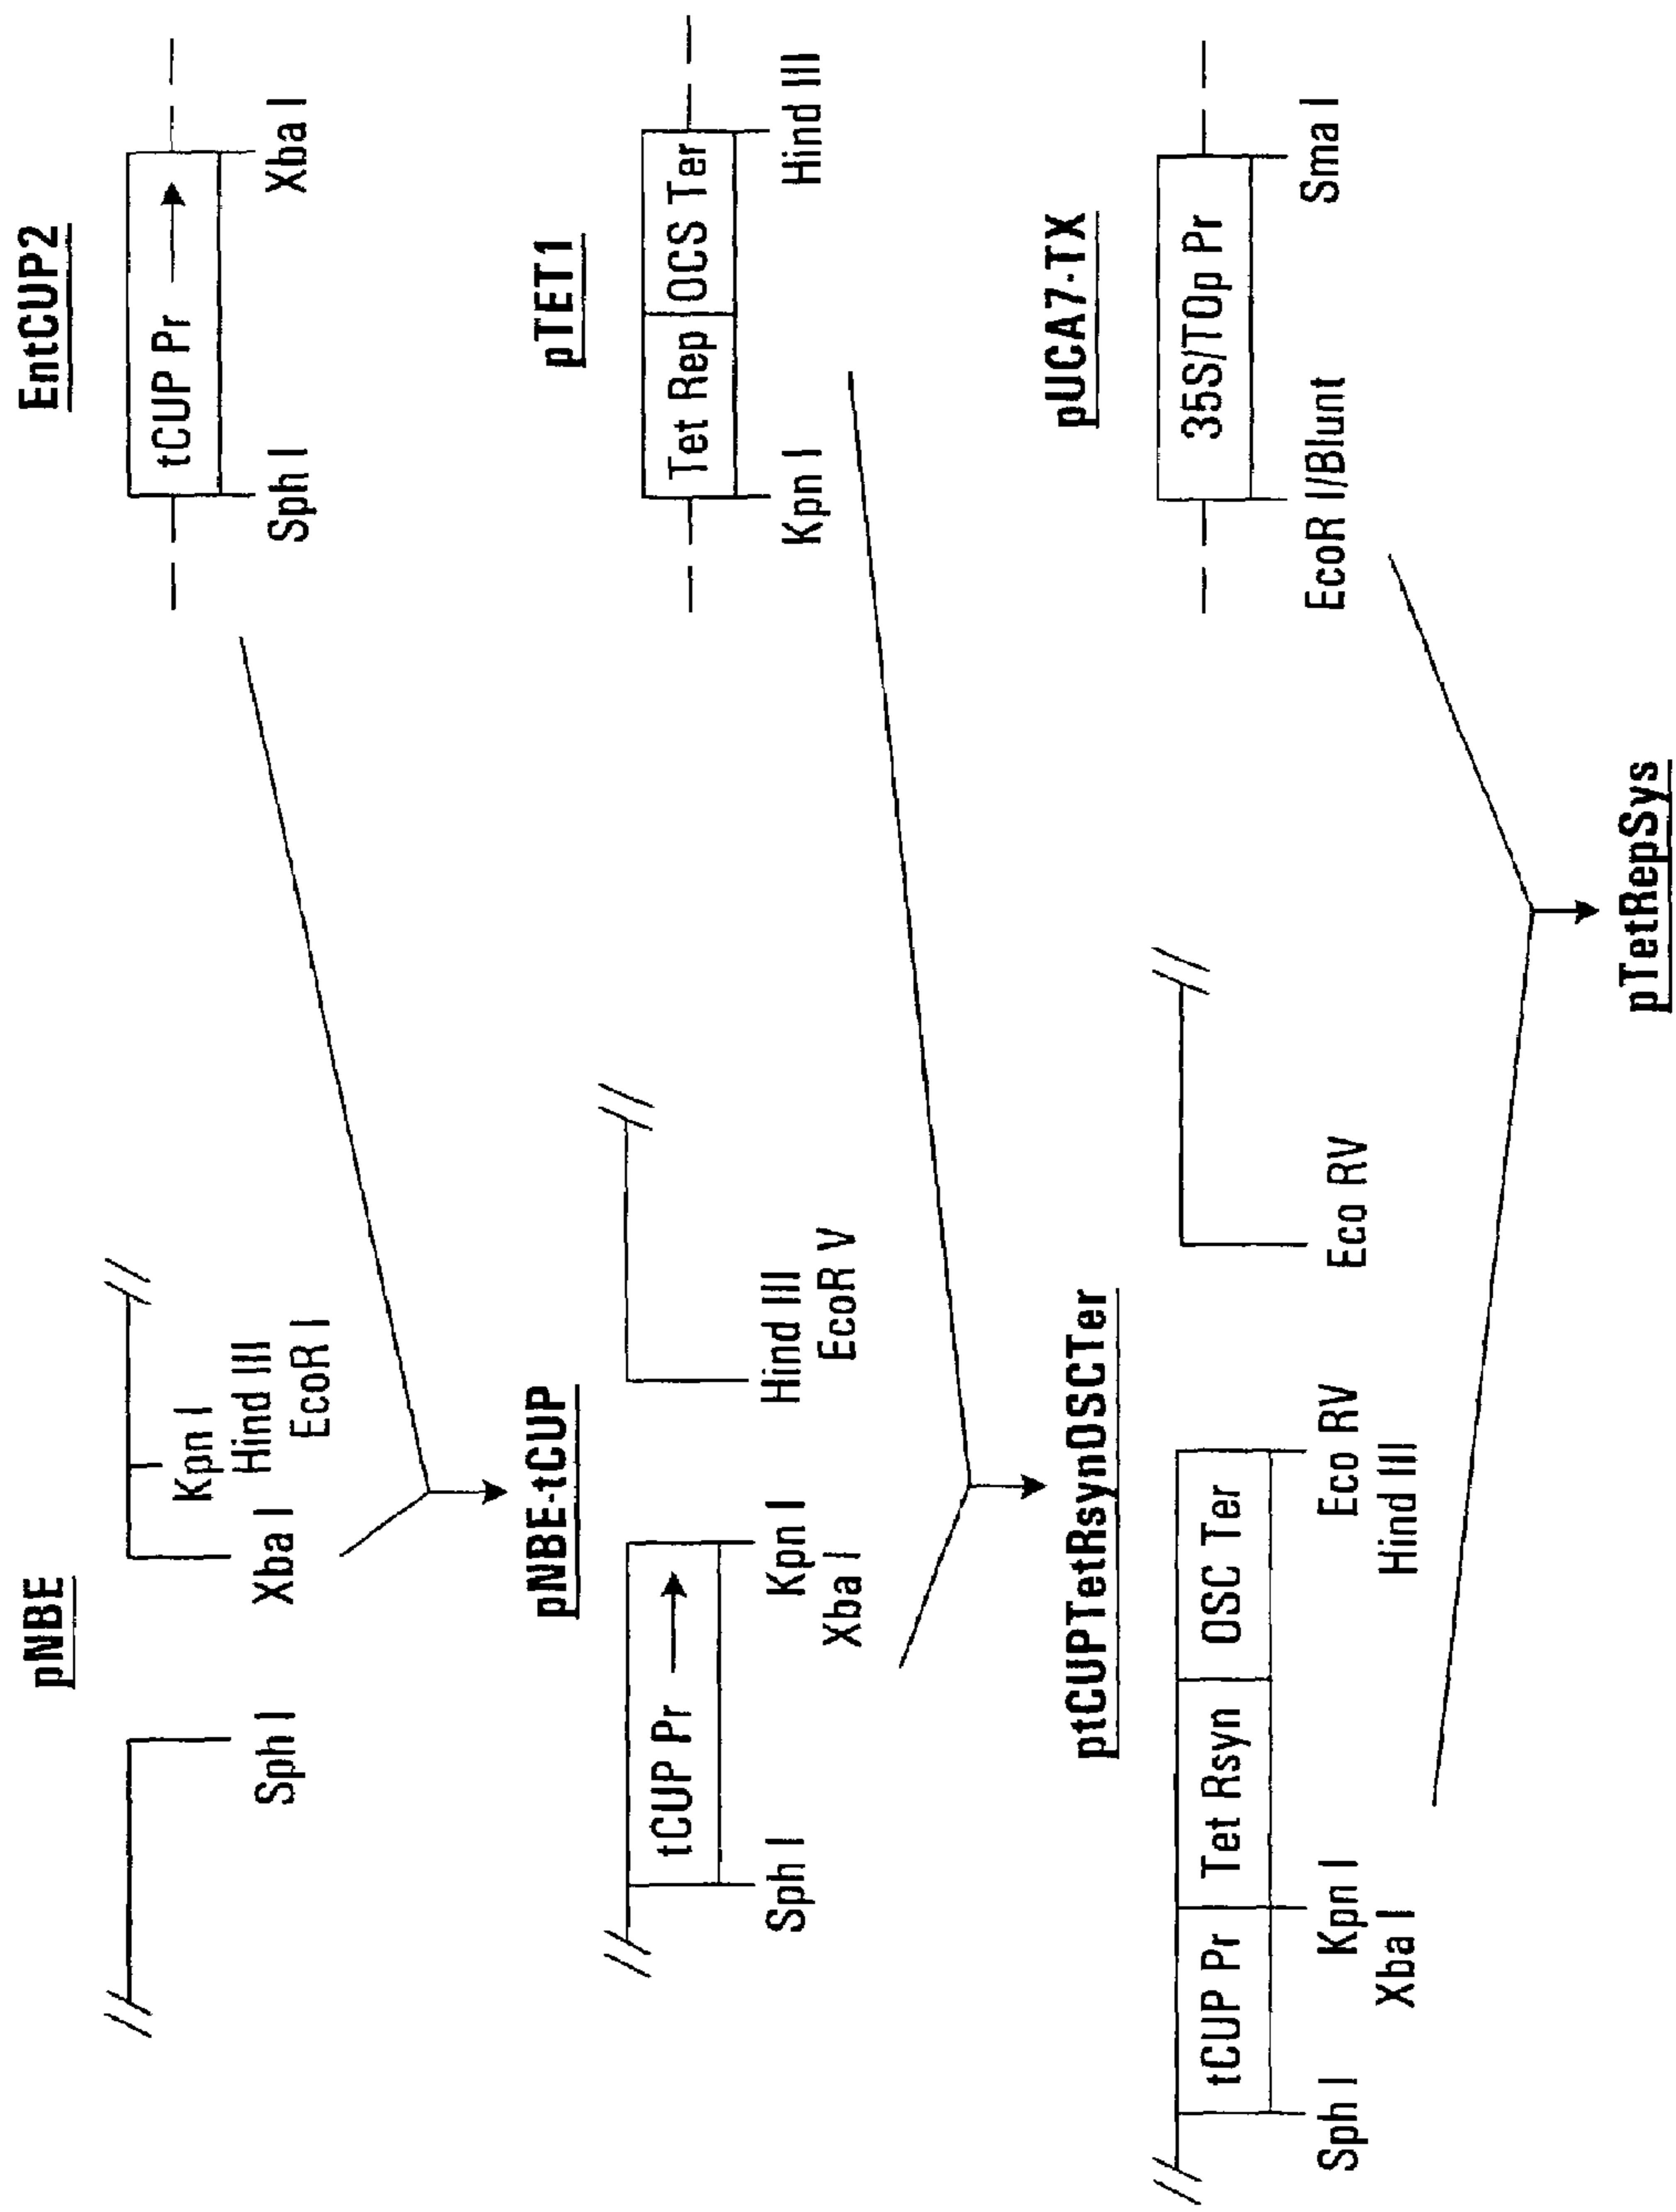 pNBE
Sph I
Xba I
Kpn I
Hind III
EcoR I
EntCUP2
tCUP Pr
Sph I
Xba I
pNBE-tCUP
tCUP Pr
Sph I
Kpn I
Xba I
Hind III
EcoR V
pTET1
Tet Rep
OCS Ter
Kpn I
Hind III
ptCUPTetRsynOSCTer
tCUP Pr
Tet Rsyn
OSC Ter
Sph I
Kpn I
Xba I
Eco RV
Hind III
Eco RV
pUCA7-TX
35S/TOp Pr
EcoR I/Blunt
Sma I
pTetRepSys